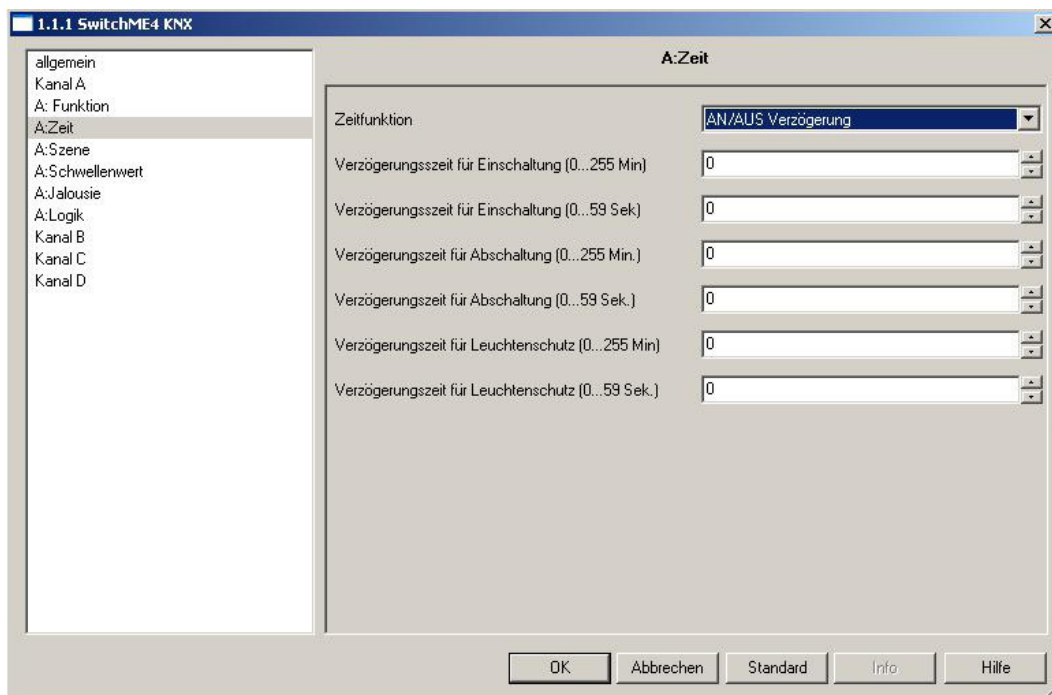 1.1.1 SwitchME4 KNX
allgemein
Kanal A
A: Funktion
A:Zeit
A:Szene
A:Schwellenwert
A:Jalousie
A:Logik
Kanal B
Kanal C
Kanal D
A:Zeit
Zeitfunktion AN/AUS Verzögerung
Verzögerungsszeit für Einschaltung (0...255 Min) 0
Verzögerungsszeit für Einschaltung (0...59 Sek) 0
Verzögerungszeit für Abschaltung (0...255 Min.) 0
Verzögerungszeit für Abschaltung (0...59 Sek.) 0
Verzögerungszeit für Leuchtenschutz (0...255 Min) 0
Verzögerungszeit für Leuchtenschutz (0...59 Sek.) 0
OK Abbrechen Standard Info Hilfe